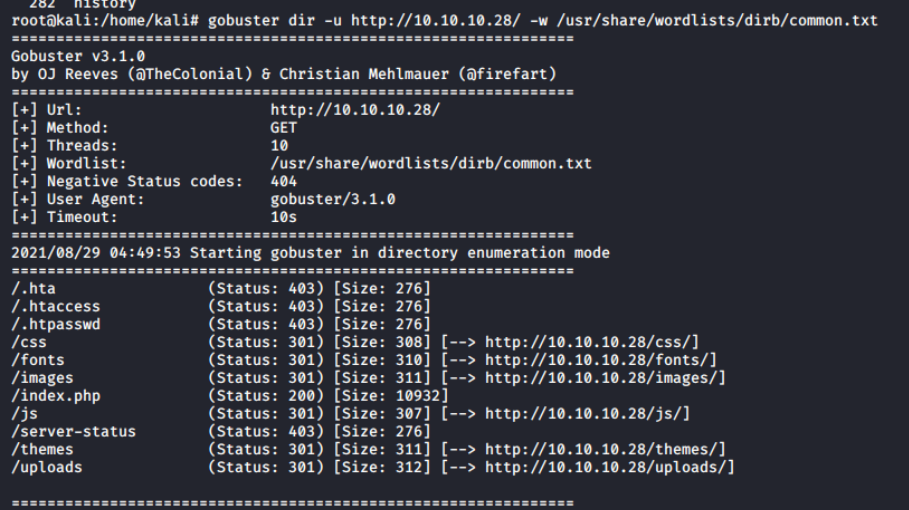 282 history
root@kali:/home/kali# gobuster dir -u http://10.10.10.28/ -w /usr/share/wordlists/dirb/common.txt
===============================================================
Gobuster v3.1.0
by OJ Reeves (@TheColonial) & Christian Mehlmauer (@firefart)
===============================================================
[+] Url:                     http://10.10.10.28/
[+] Method:                  GET
[+] Threads:                 10
[+] Wordlist:                /usr/share/wordlists/dirb/common.txt
[+] Negative Status codes:   404
[+] User Agent:              gobuster/3.1.0
[+] Timeout:                 10s
===============================================================
2021/08/29 04:49:53 Starting gobuster in directory enumeration mode
===============================================================
/.hta                 (Status: 403) [Size: 276]
/.htaccess            (Status: 403) [Size: 276]
/.htpasswd            (Status: 403) [Size: 276]
/css                  (Status: 301) [Size: 308] [--> http://10.10.10.28/css/]
/fonts                (Status: 301) [Size: 310] [--> http://10.10.10.28/fonts/]
/images               (Status: 301) [Size: 311] [--> http://10.10.10.28/images/]
/index.php            (Status: 200) [Size: 10932]
/js                   (Status: 301) [Size: 307] [--> http://10.10.10.28/js/]
/server-status        (Status: 403) [Size: 276]
/themes               (Status: 301) [Size: 311] [--> http://10.10.10.28/themes/]
/uploads              (Status: 301) [Size: 312] [--> http://10.10.10.28/uploads/]
===============================================================